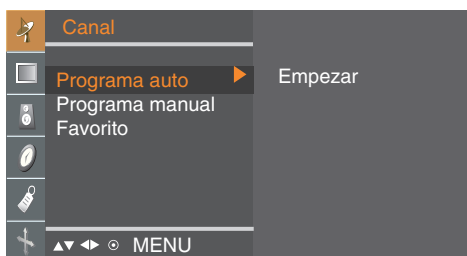 Canal
Programa auto
Empezar
Programa manual
Favorito
MENU